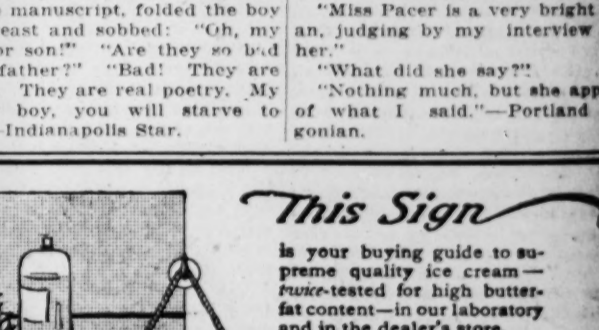 manuscript, folded the boy
east and sobbed: "Oh, my
or son!" "Are they so bad
father?" "Bad! They are
They are real poetry. My
boy, you will starve to
-Indianapolis Star.
"Miss Pacer is a very bright
an, judging by my interview
her."
"What did she say?"
"Nothing much, but she app
of what I said."—Portland
gonian.
This Sign
is your buying guide to su-
preme quality ice cream—
twice-tested for high butter-
fat content—in our laboratory
and in the dealer's store